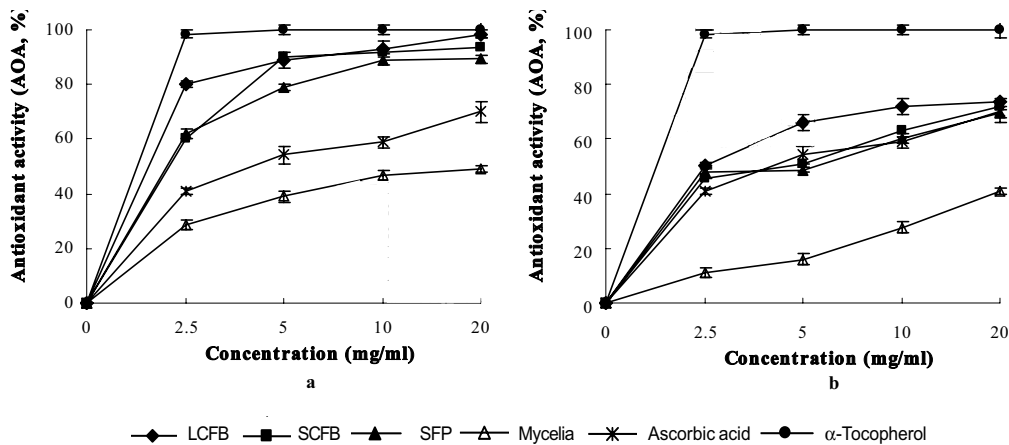 Antioxidant activity (AOA, %)
100
80
60
40
20
0
0 2.5 5 10 20
Concentration (mg/ml)
a
Antioxidant activity (AOA, %)
100
80
60
40
20
0
0 2.5 5 10 20
Concentration (mg/ml)
b
LCFB SCFB SFP Mycelia Ascorbic acid α-Tocopherol